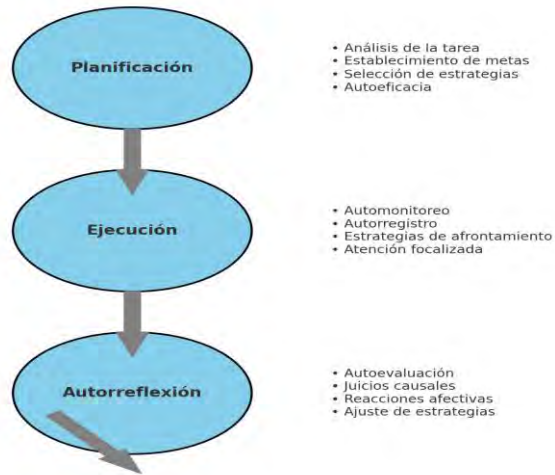 Planificación
• Análisis de la tarea
• Establecimiento de metas
• Selección de estrategias
• Autoeficacia
Ejecución
• Automonitoreo
• Autorregistro
• Estrategias de afrontamiento
• Atención focalizada
Autorreflexión
• Autoevaluación
• Juicios causales
• Reacciones afectivas
• Ajuste de estrategias